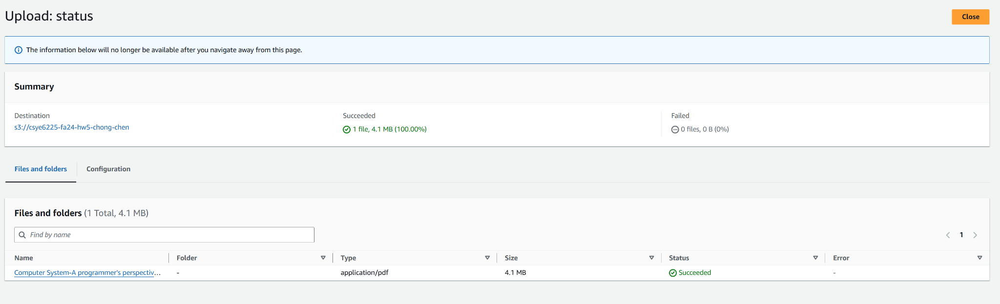 Upload: status
Close
The information below will no longer be available after you navigate away from this page.
Summary
Destination
s3://csye6225-fa24-hw5-chong-chen
Succeeded
1 file, 4.1 MB (100.00%)
Failed
0 files, 0 B (0%)
Files and folders
Configuration
Files and folders (1 Total, 4.1 MB)
Find by name
1
Name Folder Type Size Status Error
Computer System-A programmer's perspectiv... - application/pdf 4.1 MB Succeeded -